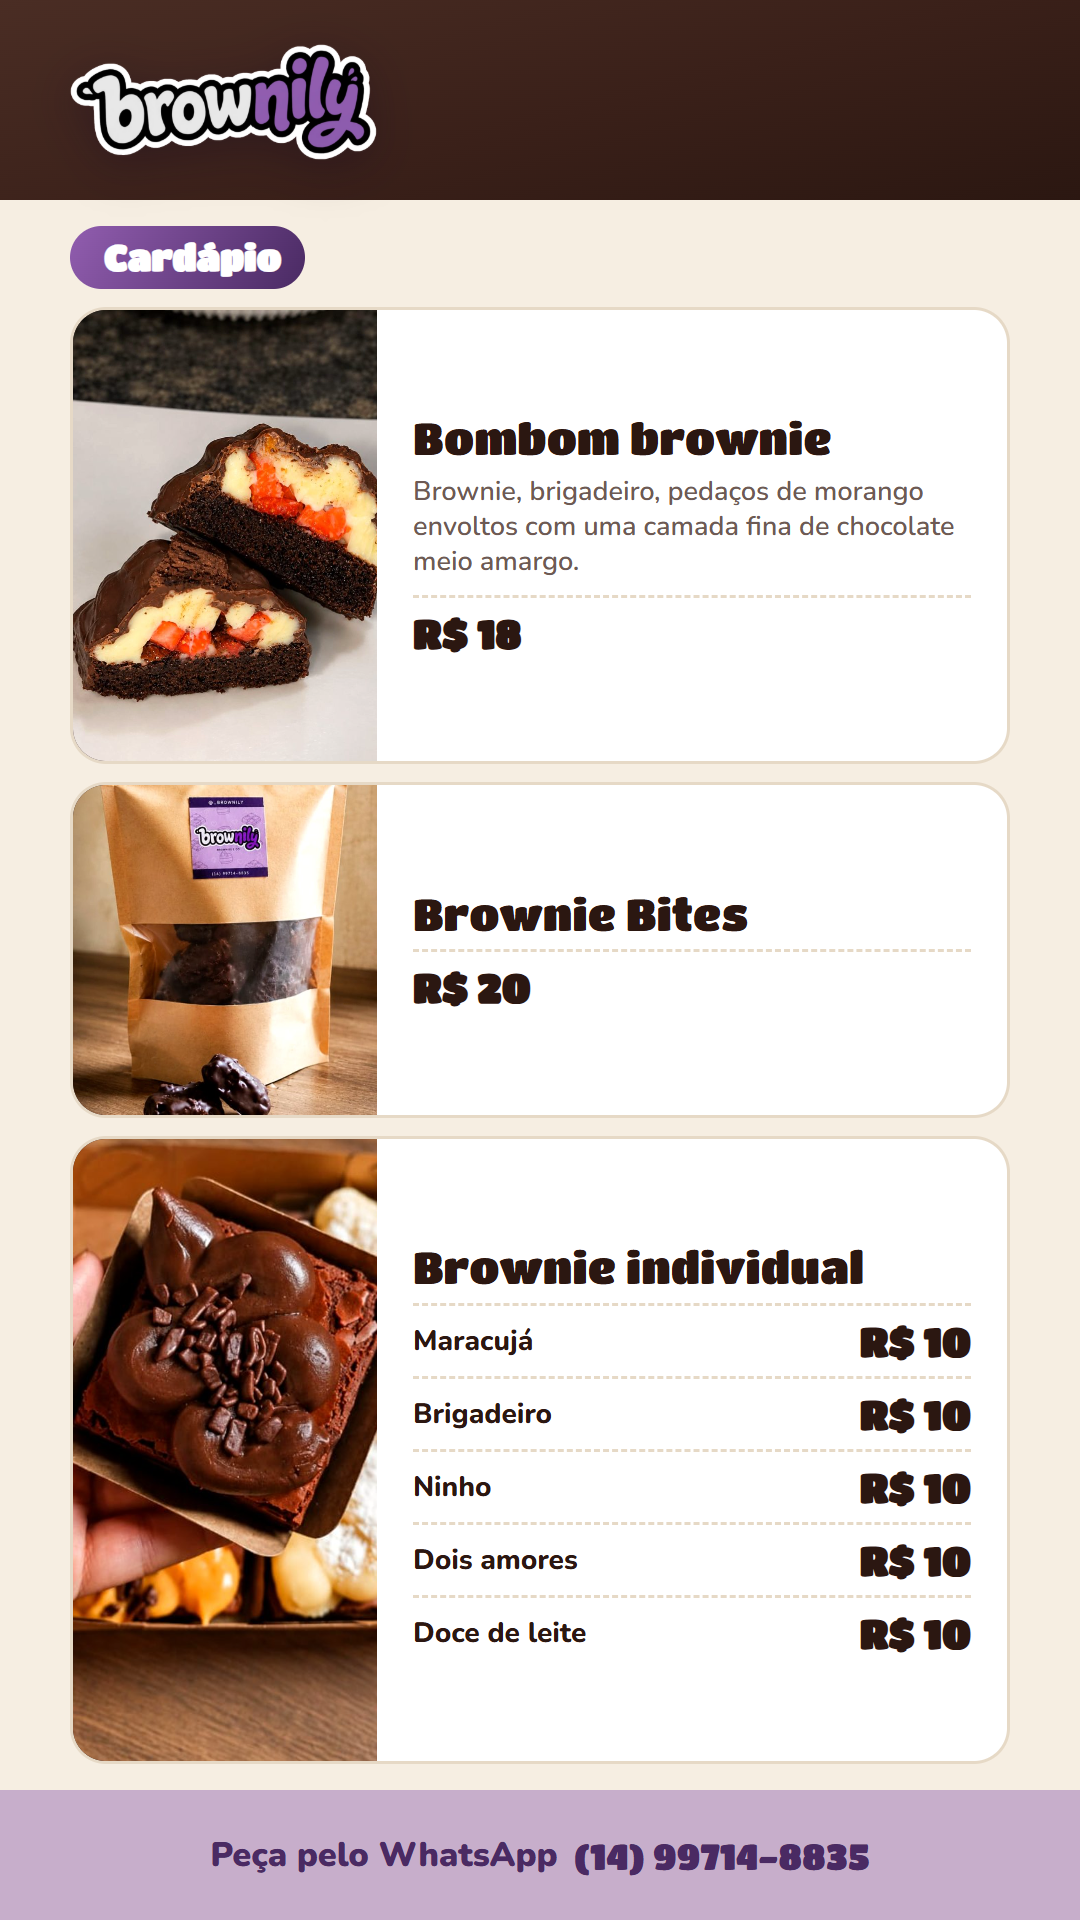 brownily
Cardápio
Bombom brownie
Brownie, brigadeiro, pedaços de morango
envoltos com uma camada fina de chocolate
meio amargo.
R$ 18
brownily
Brownie Bites
R$ 20
Brownie individual
Maracujá R$ 10
Brigadeiro R$ 10
Ninho R$ 10
Dois amores R$ 10
Doce de leite R$ 10
Peça pelo WhatsApp (14) 99714-8835